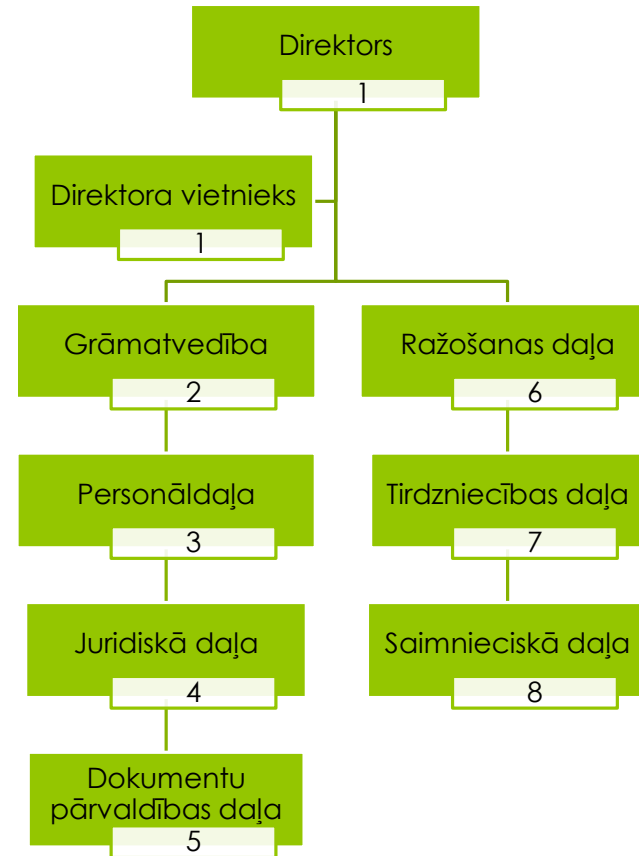 Direktors
1
Direktora vietnieks
1
Grāmatvedība
2
Personāldaļa
3
Juridiskā daļa
4
Dokumentu
pārvaldības daļa
5
Ražošanas daļa
6
Tirdzniecības daļa
7
Saimnieciskā daļa
8